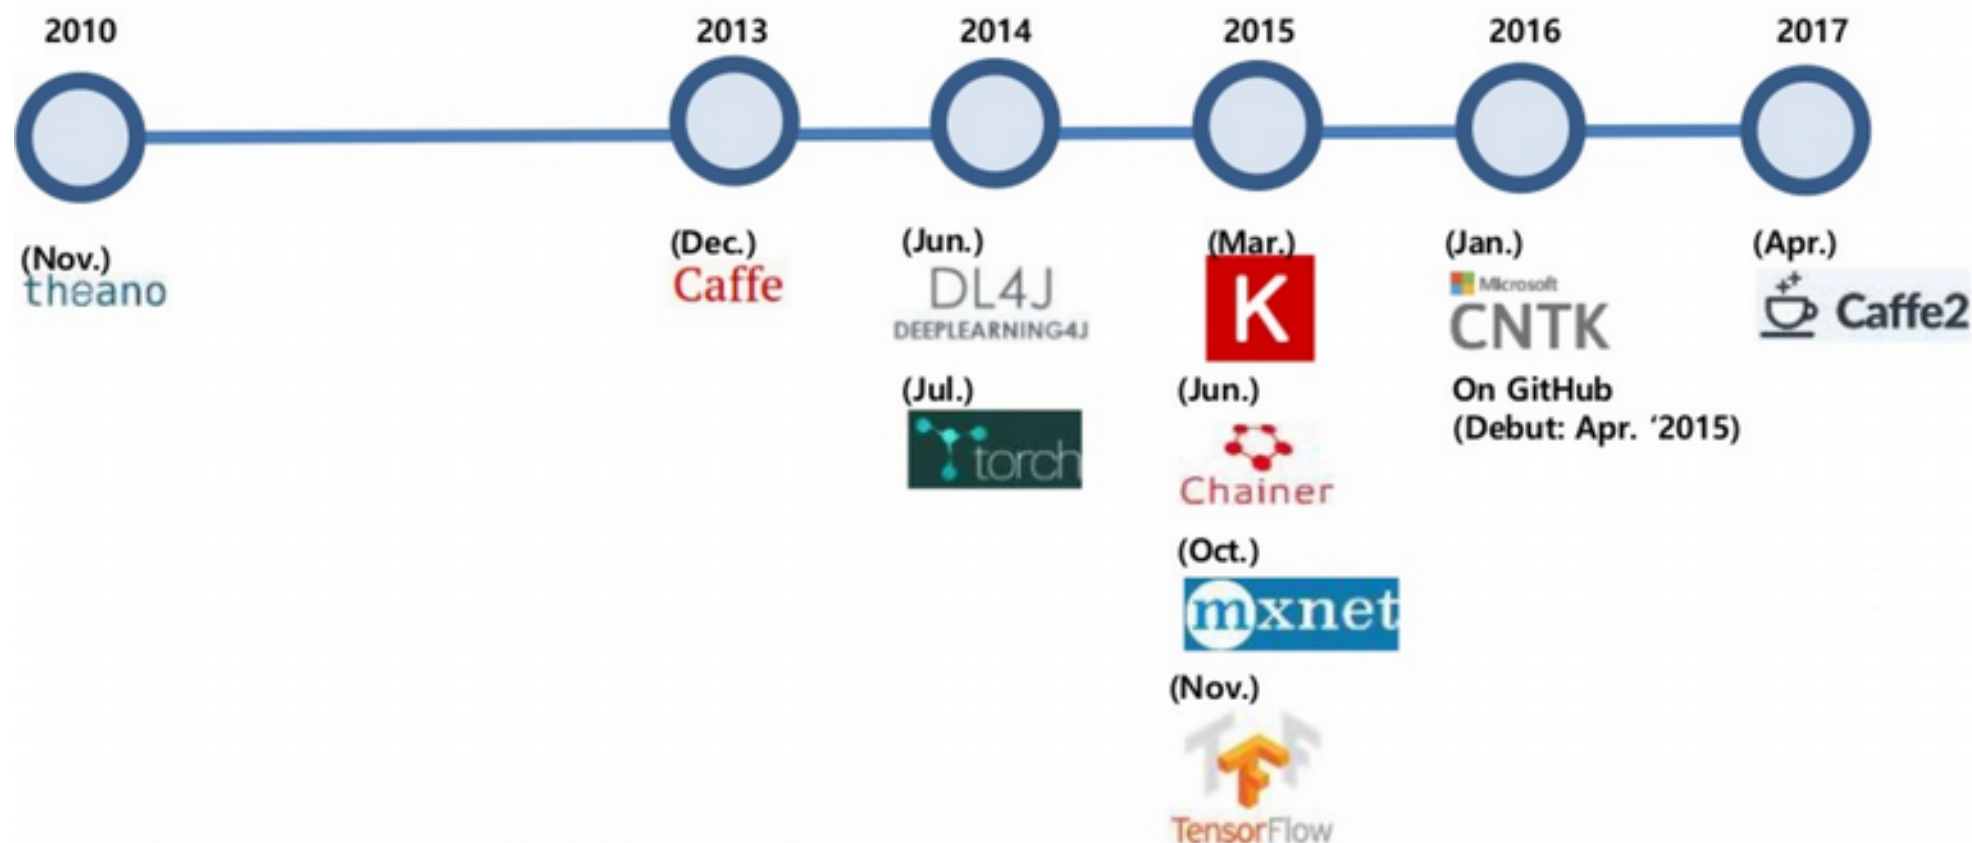 2010
2013
2014
2015
2016
2017
(Nov.)
theano
(Dec.)
Caffe
(Jun.)
DL4J
DEEPLEARNING4J
(Jul.)
torch
(Mar.)
K
(Jun.)
Chainer
(Oct.)
mxnet
(Nov.)
TensorFlow
(Jan.)
Microsoft
CNTK
On GitHub
(Debut: Apr. ‘2015)
(Apr.)
Caffe2